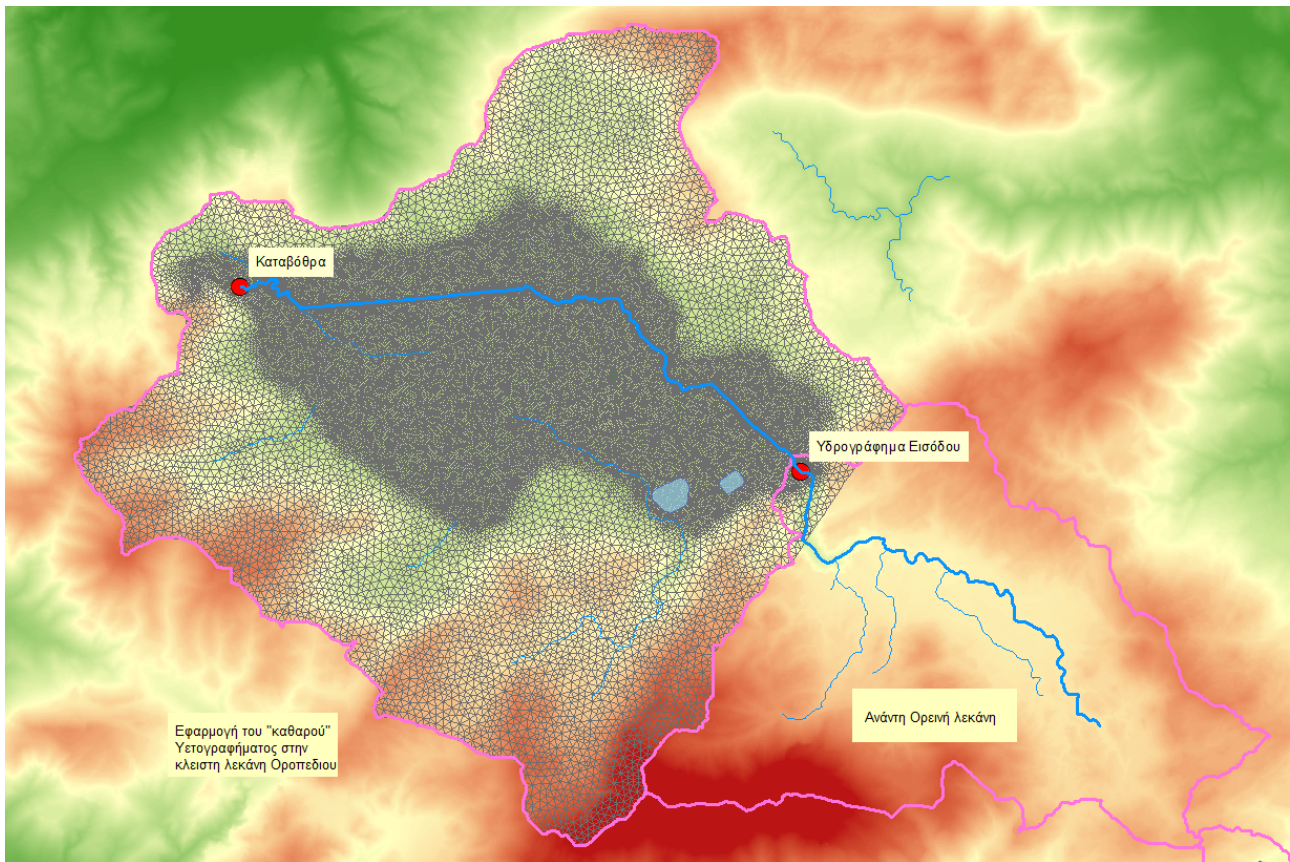 Καταβόθρα
Υδρογράφημα Εισόδου
Ανάντη Ορεινή λεκάνη
Εφαρμογή του "καθαρού"
Υετογραφήματος στην
κλειστη λεκάνη Οροπεδιου